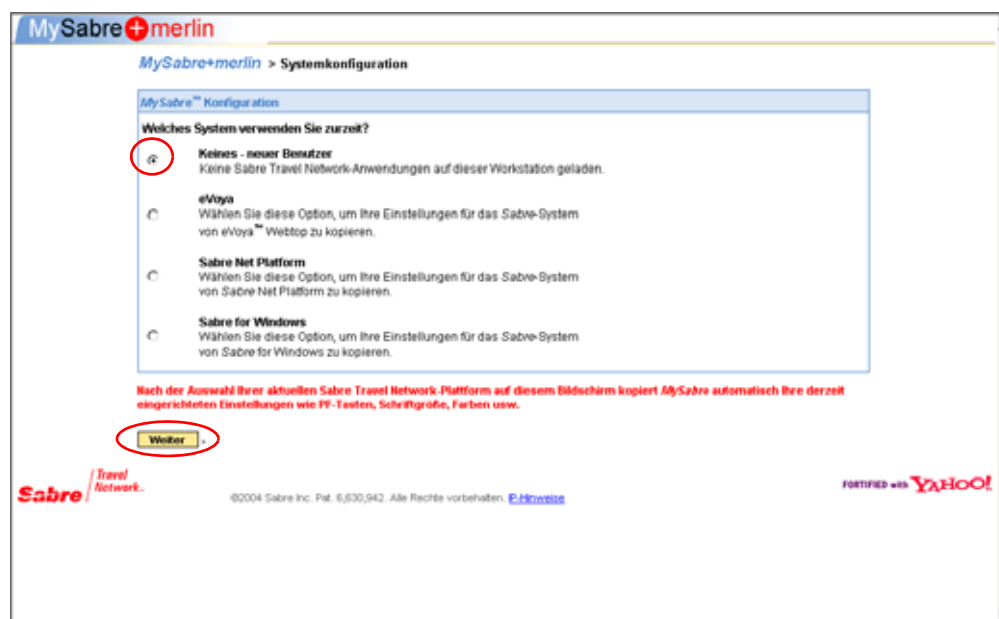 MySabre+merlin
MySabre+merlin > Systemkonfiguration
MySabre™ Konfiguration
Welches System verwenden Sie zurzeit?
Keines - neuer Benutzer
Keine Sabre Travel Network-Anwendungen auf dieser Workstation geladen.
eVoya
Wählen Sie diese Option, um Ihre Einstellungen für das Sabre-System
von eVoya™ Webtop zu kopieren.
Sabre Net Platform
Wählen Sie diese Option, um Ihre Einstellungen für das Sabre-System
von Sabre Net Platform zu kopieren.
Sabre for Windows
Wählen Sie diese Option, um Ihre Einstellungen für das Sabre-System
von Sabre for Windows zu kopieren.
Nach der Auswahl Ihrer aktuellen Sabre Travel Network-Plattform auf diesem Bildschirm kopiert MySabre automatisch Ihre derzeit
eingerichteten Einstellungen wie PF-Tasten, Schriftgröße, Farben usw.
Weiter
Sabre Travel Network.
©2004 Sabre Inc. Pat. 6,630,942. Alle Rechte vorbehalten. IP-Hinweise
FORTIFIED with YAHOO!